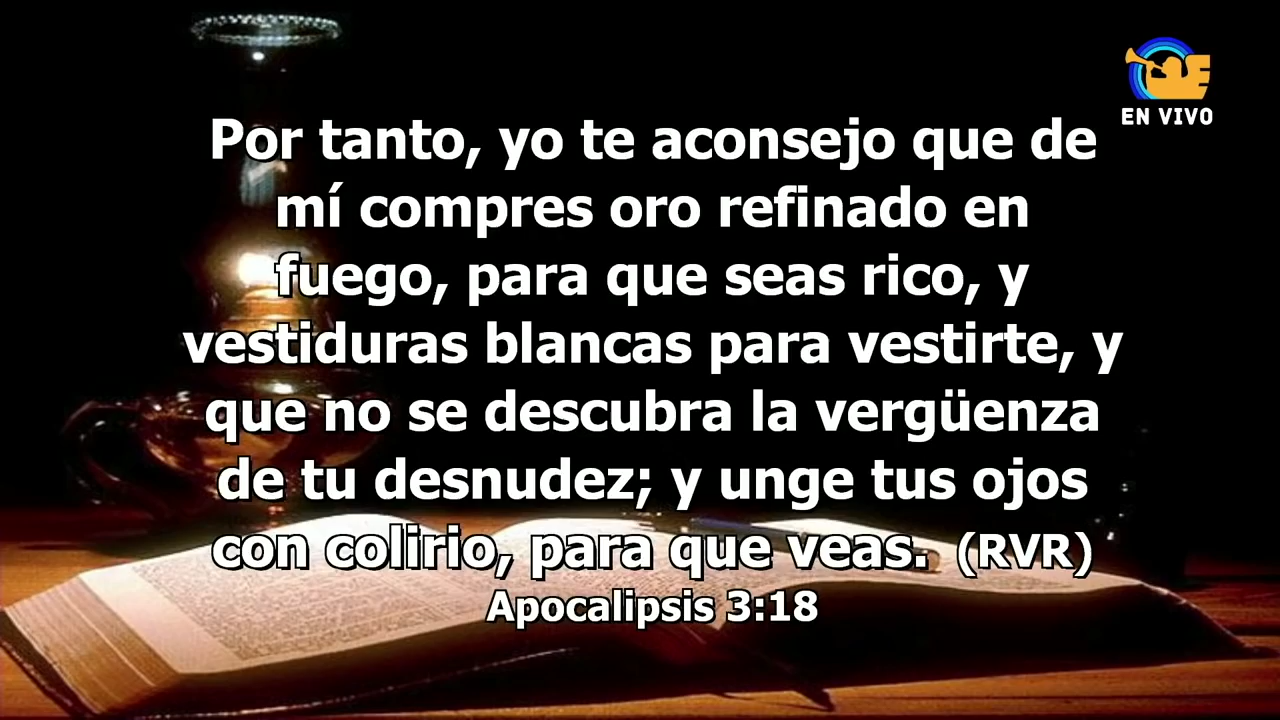 EN VIVO
Por tanto, yo te aconsejo que de
mí compres oro refinado en
fuego, para que seas rico, y
vestiduras blancas para vestirte, y
que no se descubra la vergüenza
de tu desnudez; y unge tus ojos
con colirio, para que veas. (RVR)
Apocalipsis 3:18